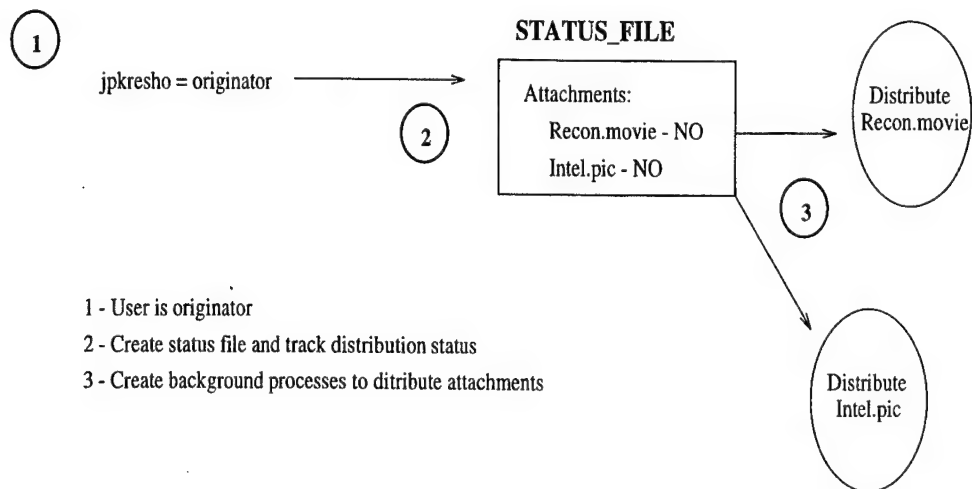 1
STATUS_FILE
jpkresho = originator
2
Attachments:
Recon.movie - NO
Intel.pic - NO
Distribute
Recon.movie
3
1 - User is originator
2 - Create status file and track distribution status
3 - Create background processes to ditribute attachments
Distribute
Intel.pic